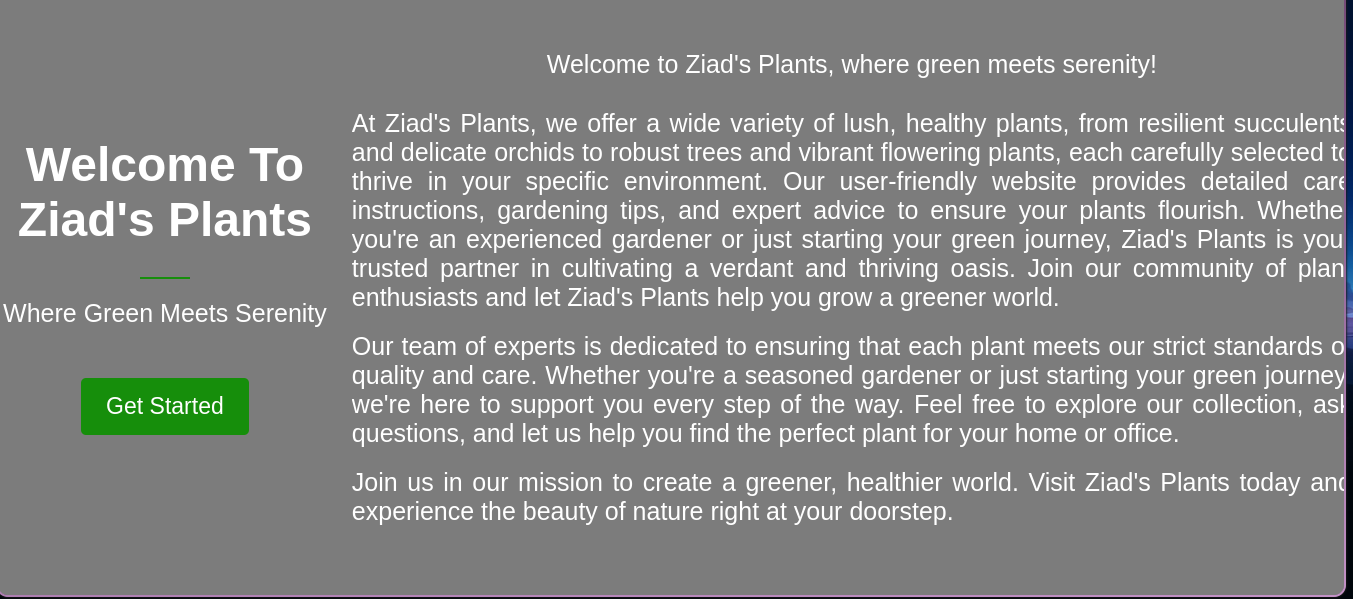 Welcome To
Ziad's Plants
Where Green Meets Serenity
Get Started
Welcome to Ziad's Plants, where green meets serenity!
At Ziad's Plants, we offer a wide variety of lush, healthy plants, from resilient succulents
and delicate orchids to robust trees and vibrant flowering plants, each carefully selected to
thrive in your specific environment. Our user-friendly website provides detailed care
instructions, gardening tips, and expert advice to ensure your plants flourish. Whethe
you're an experienced gardener or just starting your green journey, Ziad's Plants is you
trusted partner in cultivating a verdant and thriving oasis. Join our community of plan
enthusiasts and let Ziad's Plants help you grow a greener world.
Our team of experts is dedicated to ensuring that each plant meets our strict standards o
quality and care. Whether you're a seasoned gardener or just starting your green journey
we're here to support you every step of the way. Feel free to explore our collection, ask
questions, and let us help you find the perfect plant for your home or office.
Join us in our mission to create a greener, healthier world. Visit Ziad's Plants today and
experience the beauty of nature right at your doorstep.